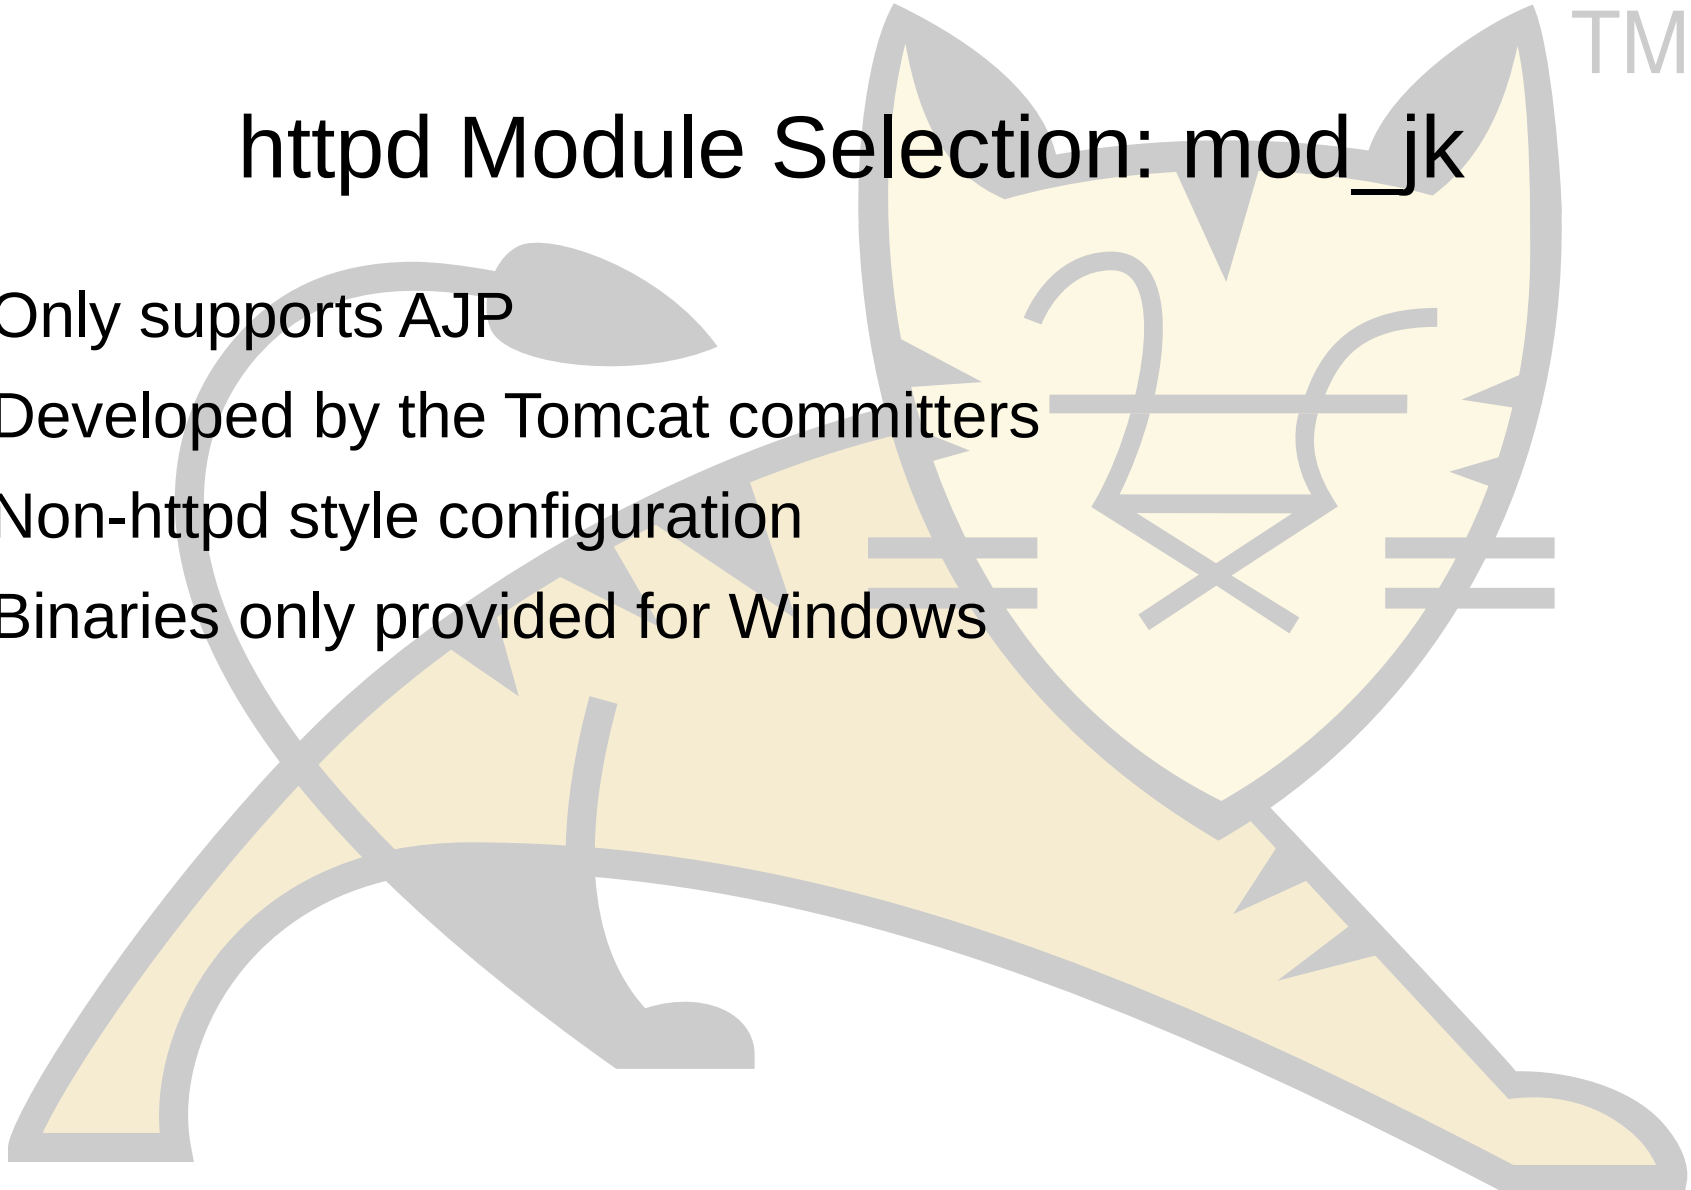 TM
httpd Module Selection: mod_jk
Only supports AJP
Developed by the Tomcat committers
Non-httpd style configuration
Binaries only provided for Windows